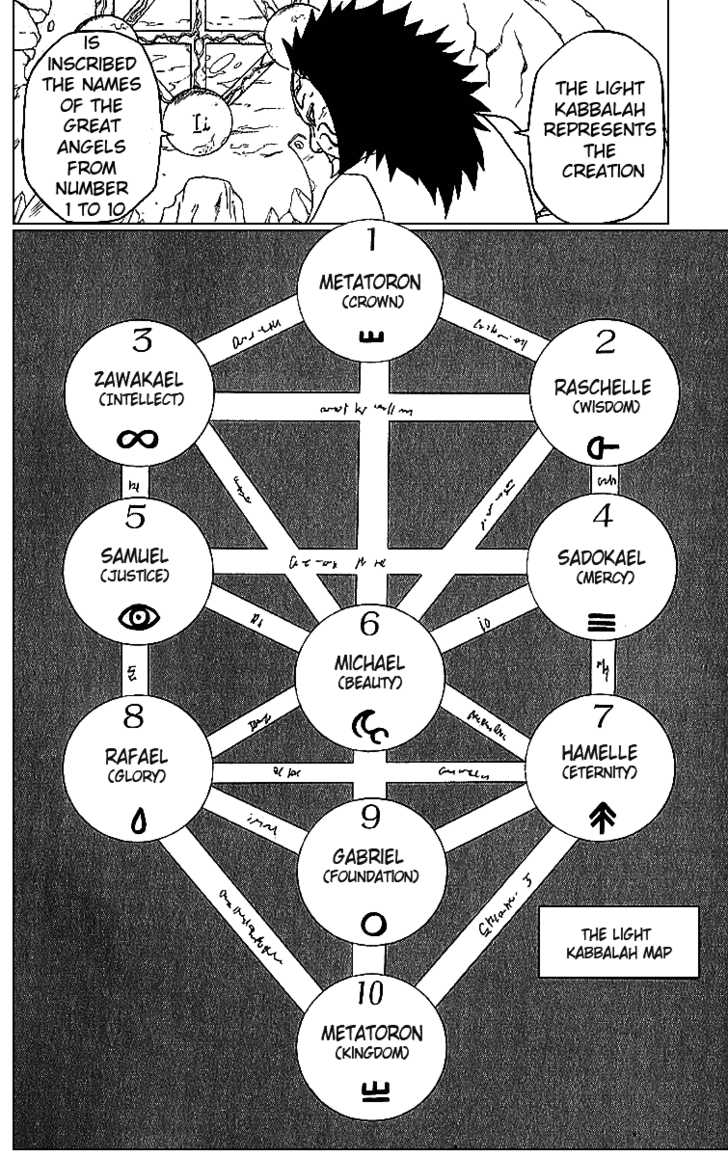 IS
INSCRIBED
THE NAMES
OF THE
GREAT
ANGELS
FROM
NUMBER
1 TO 10
THE LIGHT
KABBALAH
REPRESENTS
THE
CREATION
1
METATORON
(CROWN)
3
ZAWAKAEL
(INTELLECT)
2
RASCHELLE
(WISDOM)
5
SAMUEL
(JUSTICE)
4
SADOKAEL
(MERCY)
6
MICHAEL
(BEAUTY)
8
RAFAEL
(GLORY)
7
HAMELLE
(ETERNITY)
9
GABRIEL
(FOUNDATION)
THE LIGHT
KABBALAH MAP
10
METATORON
(KINGDOM)